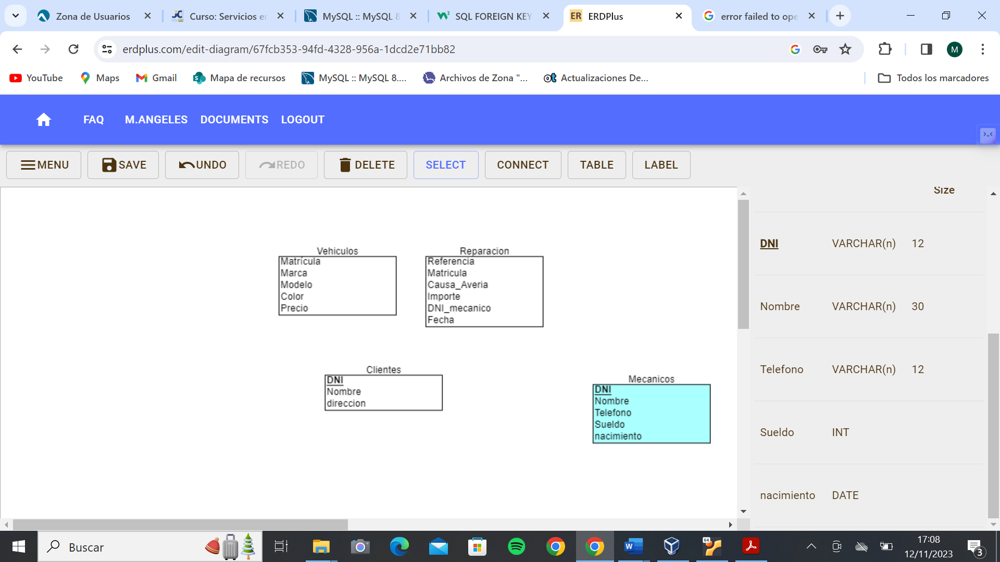 Zona de Usuarios
Curso: Servicios e
MySQL :: MySQL 8
SQL FOREIGN KEY
ER ERDPlus
error failed to ope
erdplus.com/edit-diagram/67fcb353-94fd-4328-956a-1dcd2e71bb82
M
YouTube
Maps
Gmail
Mapa de recursos
MySQL :: MySQL 8....
Archivos de Zona "...
Actualizaciones De...
Todos los marcadores
FAQ
M.ANGELES
DOCUMENTS
LOGOUT
MENU
SAVE
UNDO
REDO
DELETE
SELECT
CONNECT
TABLE
LABEL
Vehiculos
Matrícula
Marca
Modelo
Color
Precio
Reparacion
Referencia
Matricula
Causa_Averia
Importe
DNI_mecanico
Fecha
Clientes
DNI
Nombre
direccion
Mecanicos
DNI
Nombre
Telefono
Sueldo
nacimiento
Size
DNI VARCHAR(n) 12
Nombre VARCHAR(n) 30
Telefono VARCHAR(n) 12
Sueldo INT
nacimiento DATE
Buscar
64
17:08
12/11/2023
3